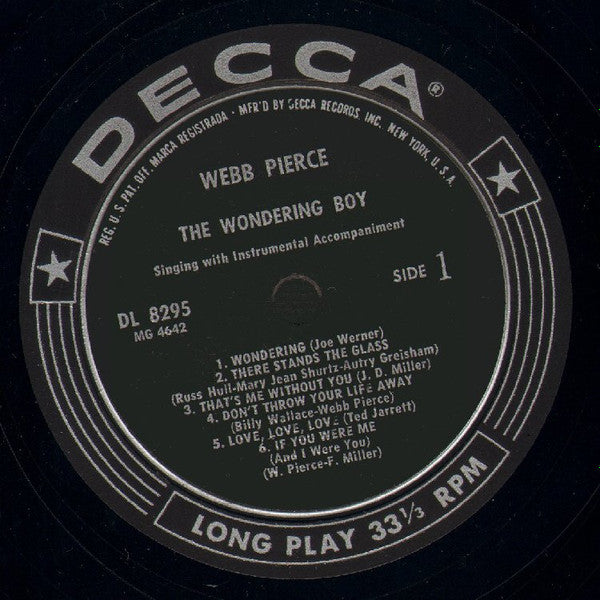 DECCA®
REG. U. S. PAT. OFF. MARCA REGISTRADA • MFR'D BY DECCA RECORDS, INC., NEW YORK, U. S. A.
WEBB PIERCE
THE WONDERING BOY
Singing with Instrumental Accompaniment
SIDE 1
DL 8295
MG 4642
1. WONDERING (Joe Werner)
2. THERE STANDS THE GLASS
(Russ Hull-Mary Jean Shurtz-Autry Greisham)
3. THAT'S ME WITHOUT YOU (J. D. Miller)
4. DON'T THROW YOUR LIFE AWAY
(Billy Wallace-Webb Pierce)
5. LOVE, LOVE, LOVE (Ted Jarrett)
6. IF YOU WERE ME
(And I Were You)
(W. Pierce-F. Miller)
LONG PLAY 33⅓ RPM